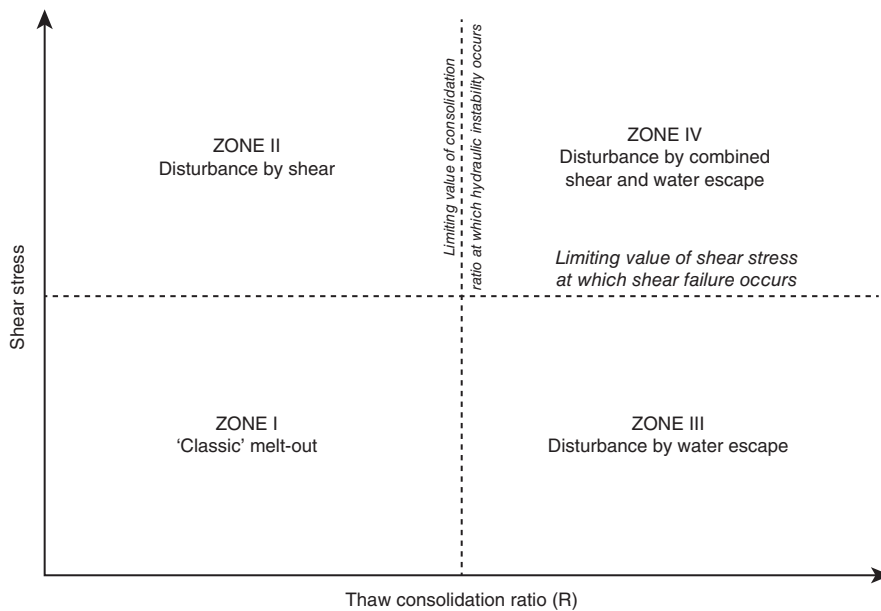 ZONE II
Disturbance by shear
Limiting value of consolidation
ratio at which hydraulic instability occurs
ZONE IV
Disturbance by combined
shear and water escape
Limiting value of shear stress
at which shear failure occurs
Shear stress
ZONE I
‘Classic’ melt-out
ZONE III
Disturbance by water escape
Thaw consolidation ratio (R)